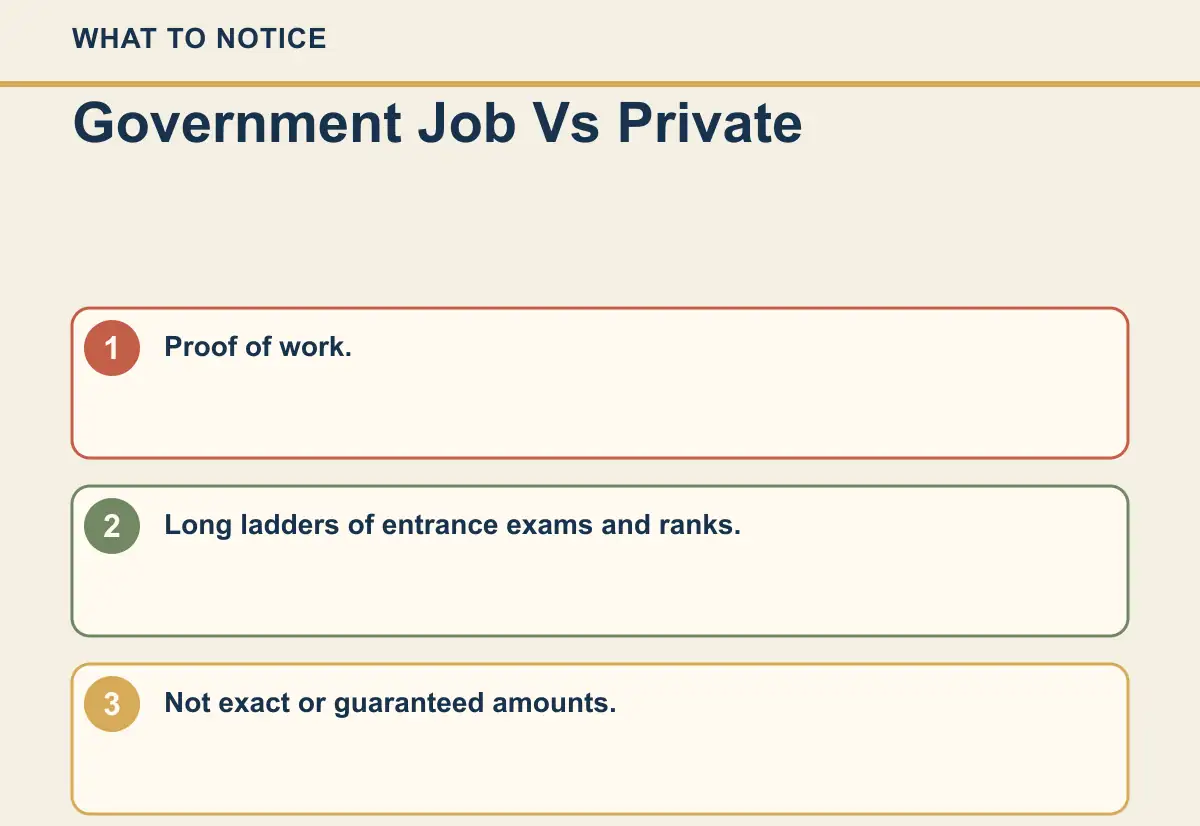 WHAT TO NOTICE
Government Job Vs Private
1 Proof of work.
2 Long ladders of entrance exams and ranks.
3 Not exact or guaranteed amounts.